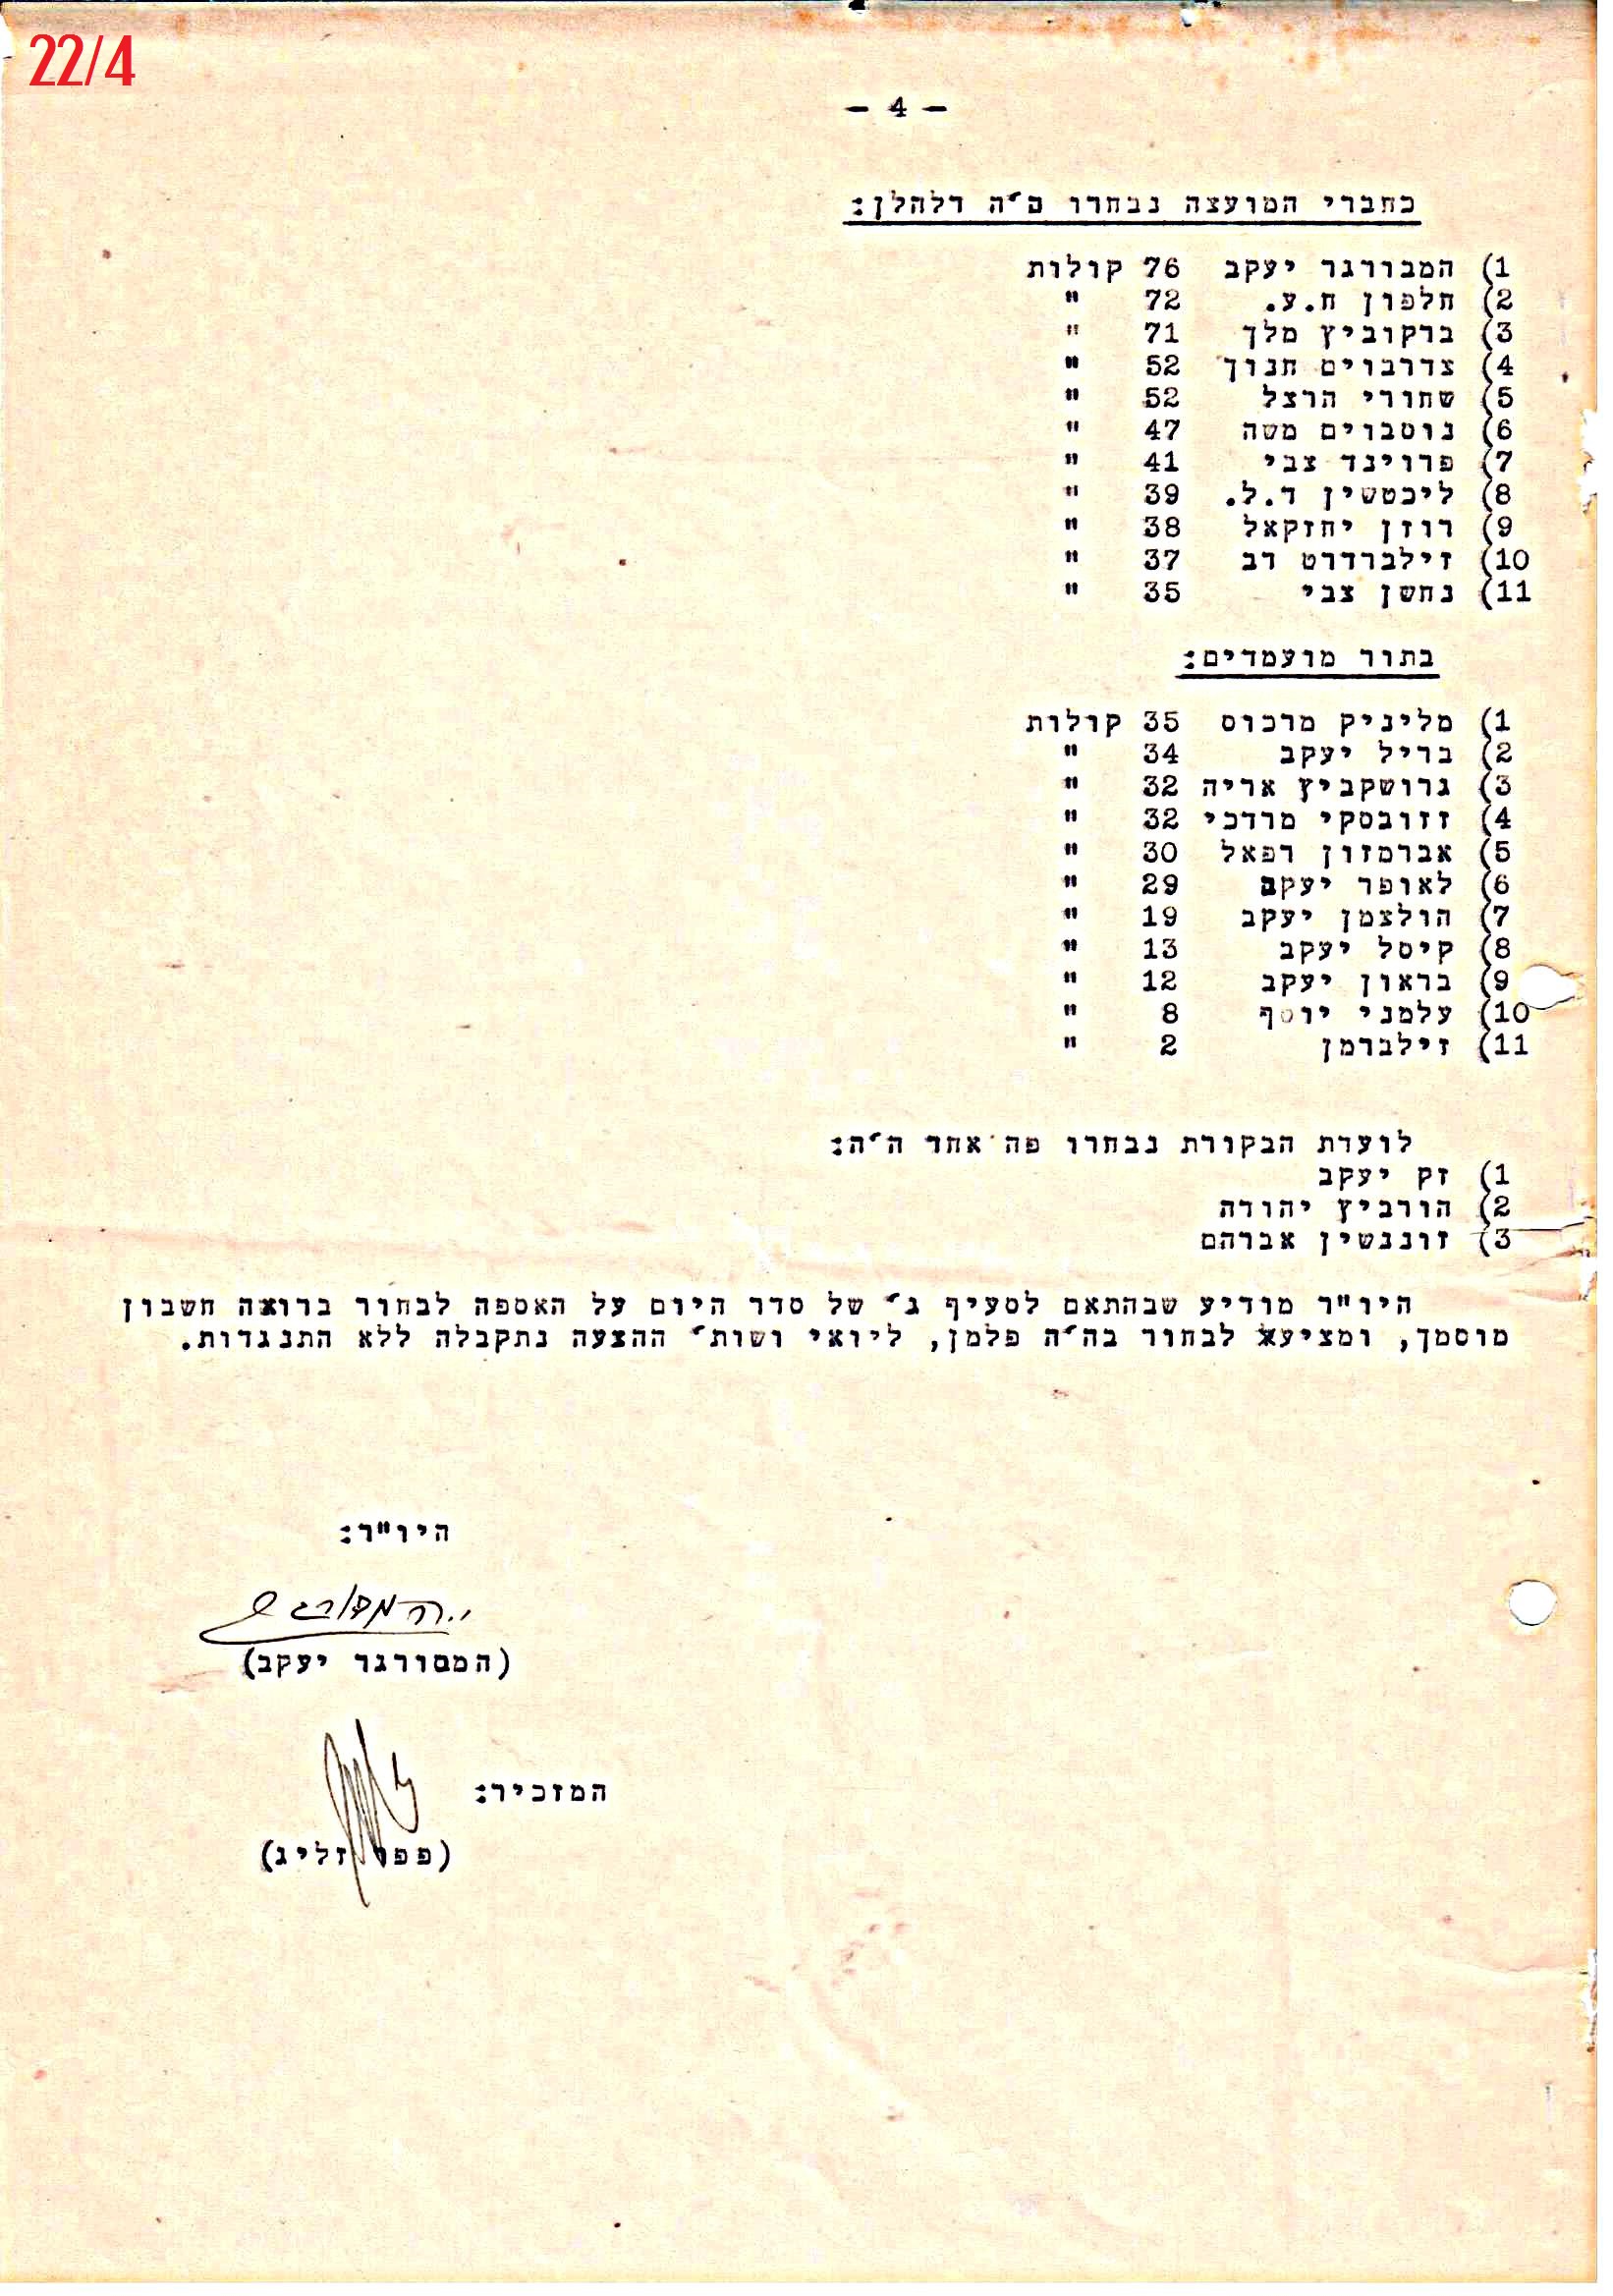 22/4
- 4 -
כחברי המועצה נבחרו ה'ה דלהלן:
1) המבורגר יעקב 76 קולות
2) חלפון ח.ע. 72 "
3) ברקוביץ מלך 71 "
4) צדרבוים חנוך 52 "
5) שחורי הרצל 52 "
6) נוסבוים משה 47 "
7) פרוינד צבי 41 "
8) ליכטשין ד.ל. 39 "
9) רוזן יחזקאל 38 "
10) זילברדרט דב 37 "
11) נחשן צבי 35 "
בתור מועמדים:
1) מליניק מרכוס 35 קולות
2) בריל יעקב 34 "
3) גרושקביץ אריה 32 "
4) זזובסקי מרדכי 32 "
5) אברמזון רפאל 30 "
6) לאופר יעקב 29 "
7) הולצמן יעקב 19 "
8) קיסל יעקב 13 "
9) בראון יעקב 12 "
10) עלמני יוסף 8 "
11) זילברמן 2 "
לועדת הבקורת נבחרו פה אחד ה'ה:
1) זק יעקב
2) הורביץ יהודה
3) זוננשין אברהם
היו"ר מודיע שבהתאם לסעיף ג' של סדר היום על האספה לבחור ברואה חשבון
מוסמך, ומציע לבחור בה'ה פלמן, ליואי ושות' ההצעה נתקבלה ללא התנגדות.
היו"ר:
י. המבורגר
(המבורגר יעקב)
המזכיר:
(פפר זליג)